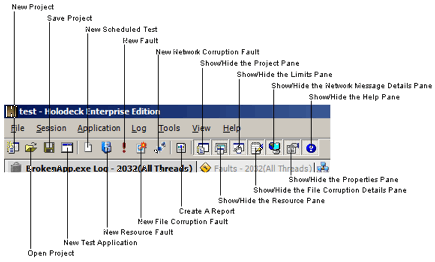 New Project
Save Project
New Scheduled Test
New Fault
New Network Corruption Fault
Show/Hide the Project Pane
Show/Hide the Limits Pane
Show/Hide the Network Message Details Pane
Show/Hide the Help Pane
test - Holodeck Enterprise Edition
File Session Application Log Tools View Help
BrokenApp.exe Log - 2032(All Threads) Faults - 2032(All Threads)
Show/Hide the Properties Pane
Show/Hide the File Corruption Details Pane
Show/Hide the Resource Pane
Create A Report
New File Corruption Fault
New Resource Fault
New Test Application
Open Project